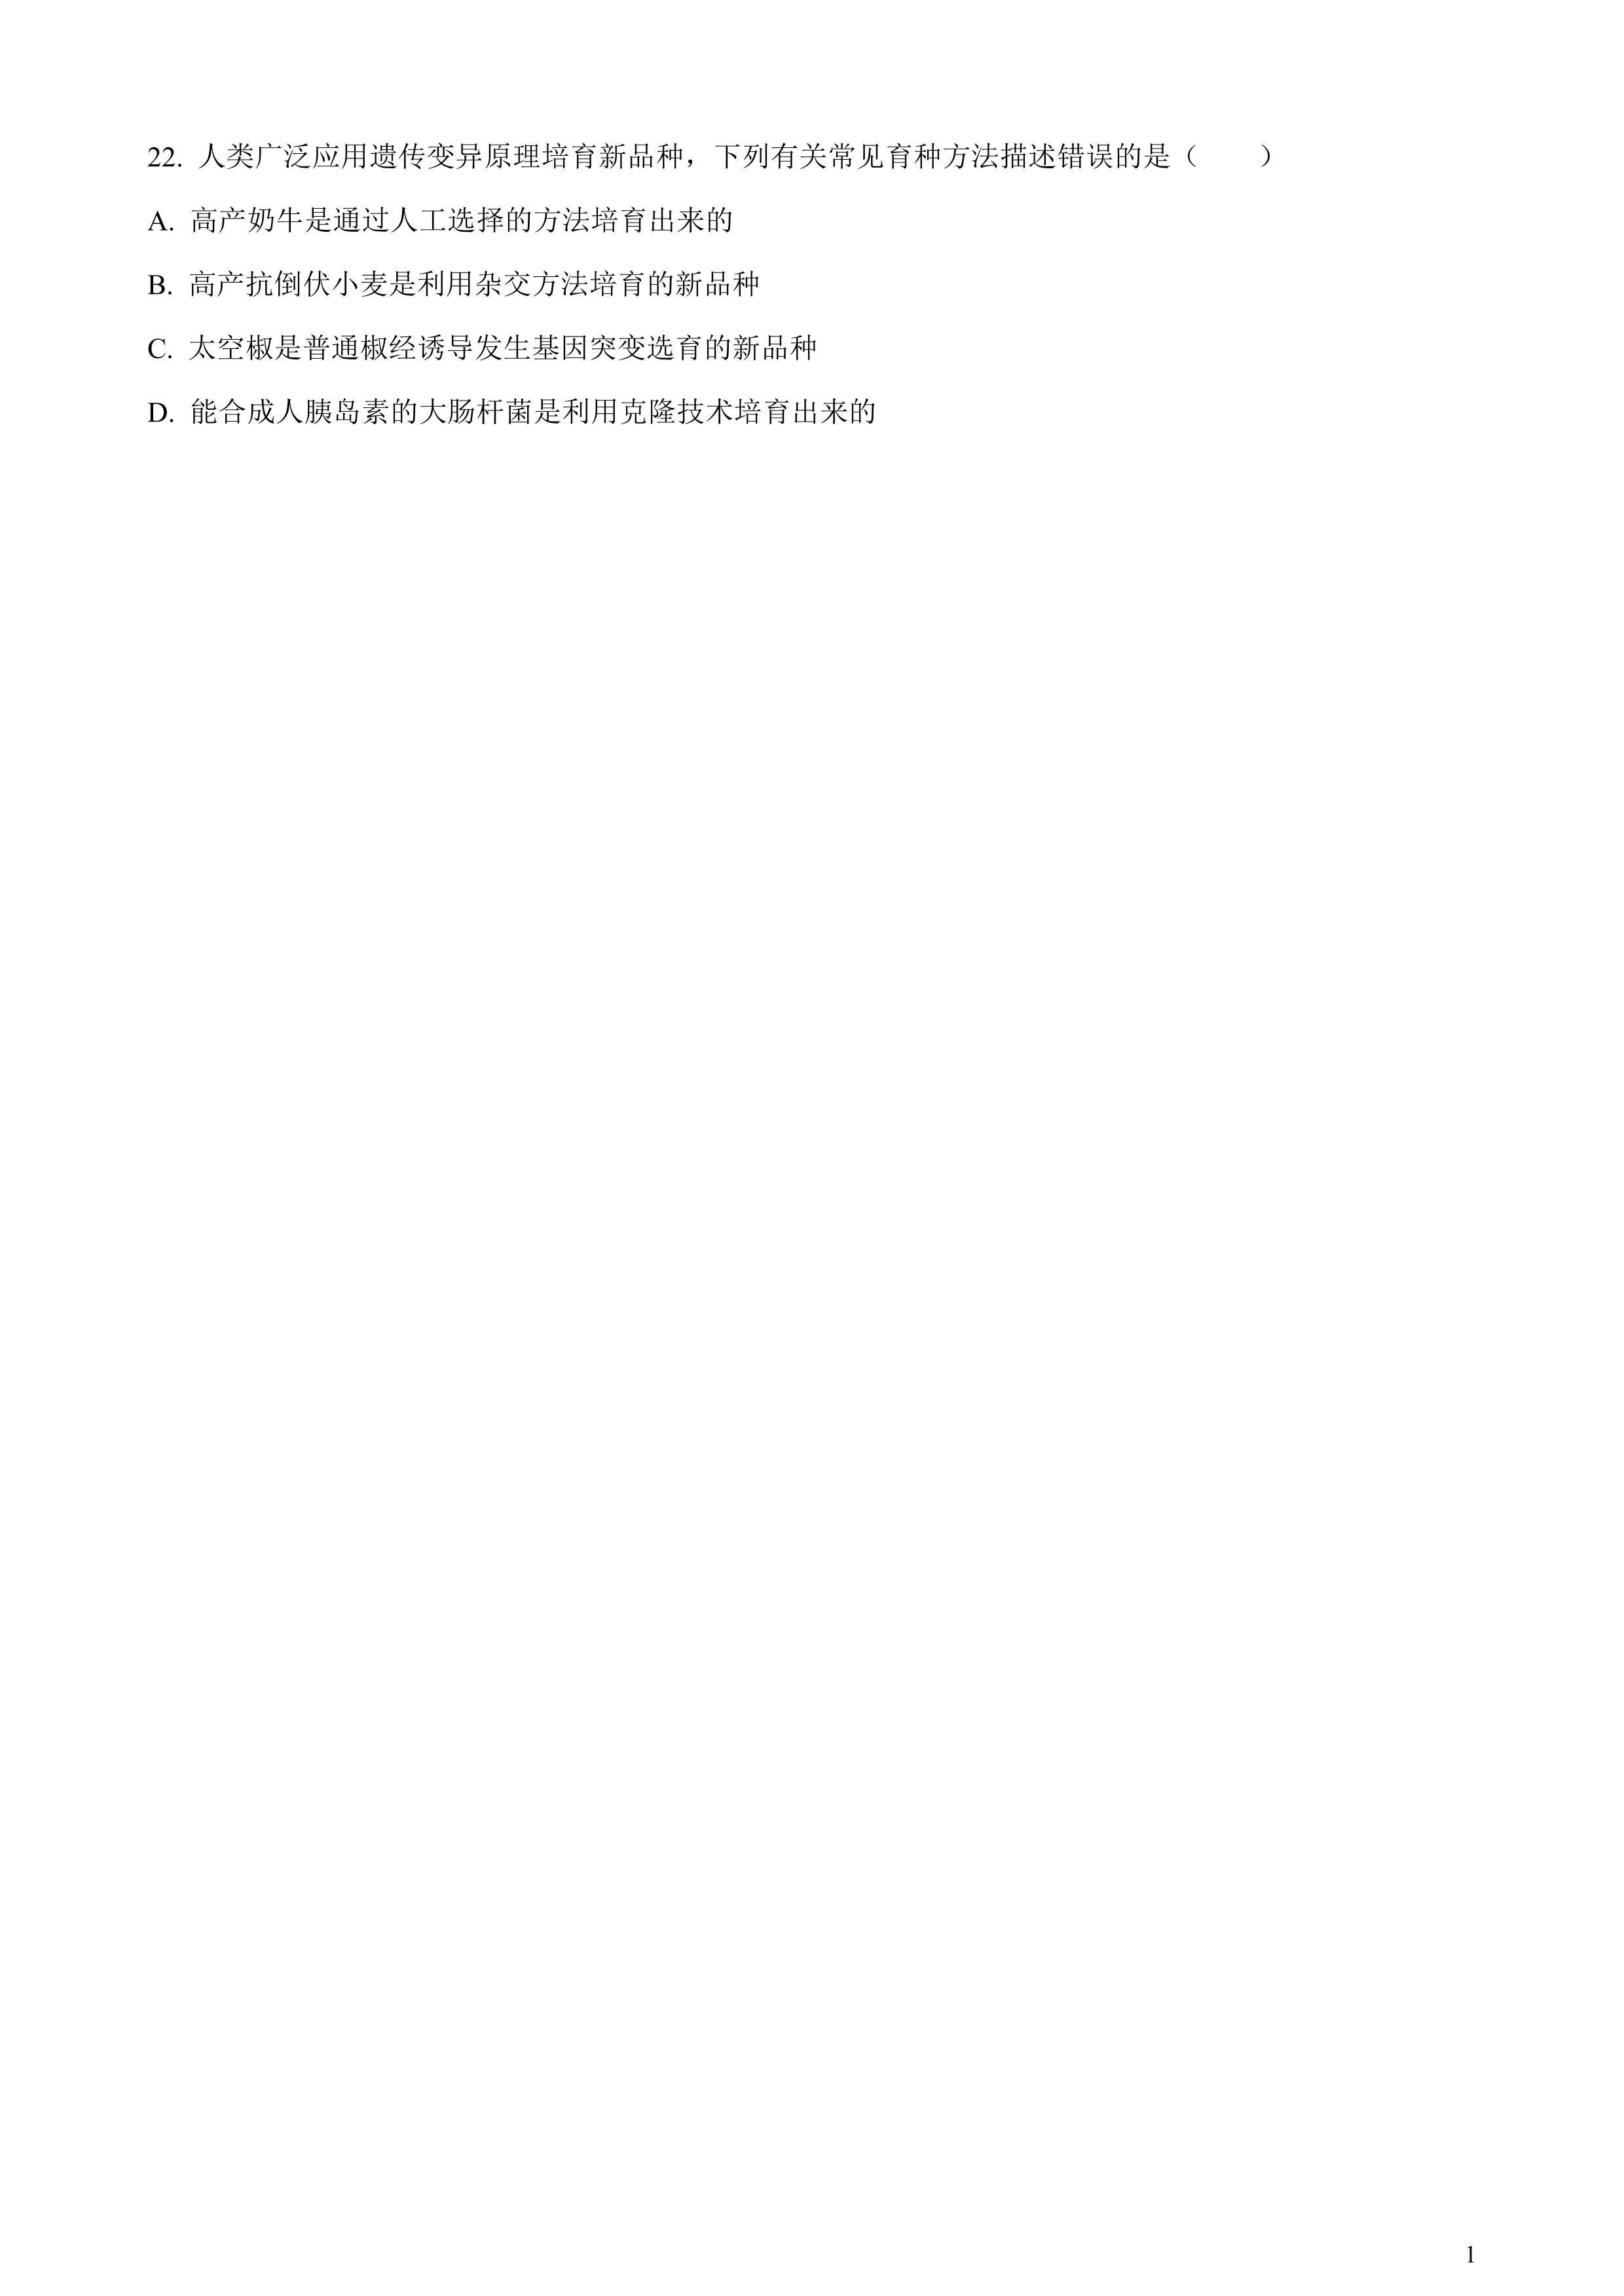 22. 人类广泛应用遗传变异原理培育新品种，下列有关常见育种方法描述错误的是（　　）
A. 高产奶牛是通过人工选择的方法培育出来的
B. 高产抗倒伏小麦是利用杂交方法培育的新品种
C. 太空椒是普通椒经诱导发生基因突变选育的新品种
D. 能合成人胰岛素的大肠杆菌是利用克隆技术培育出来的
1